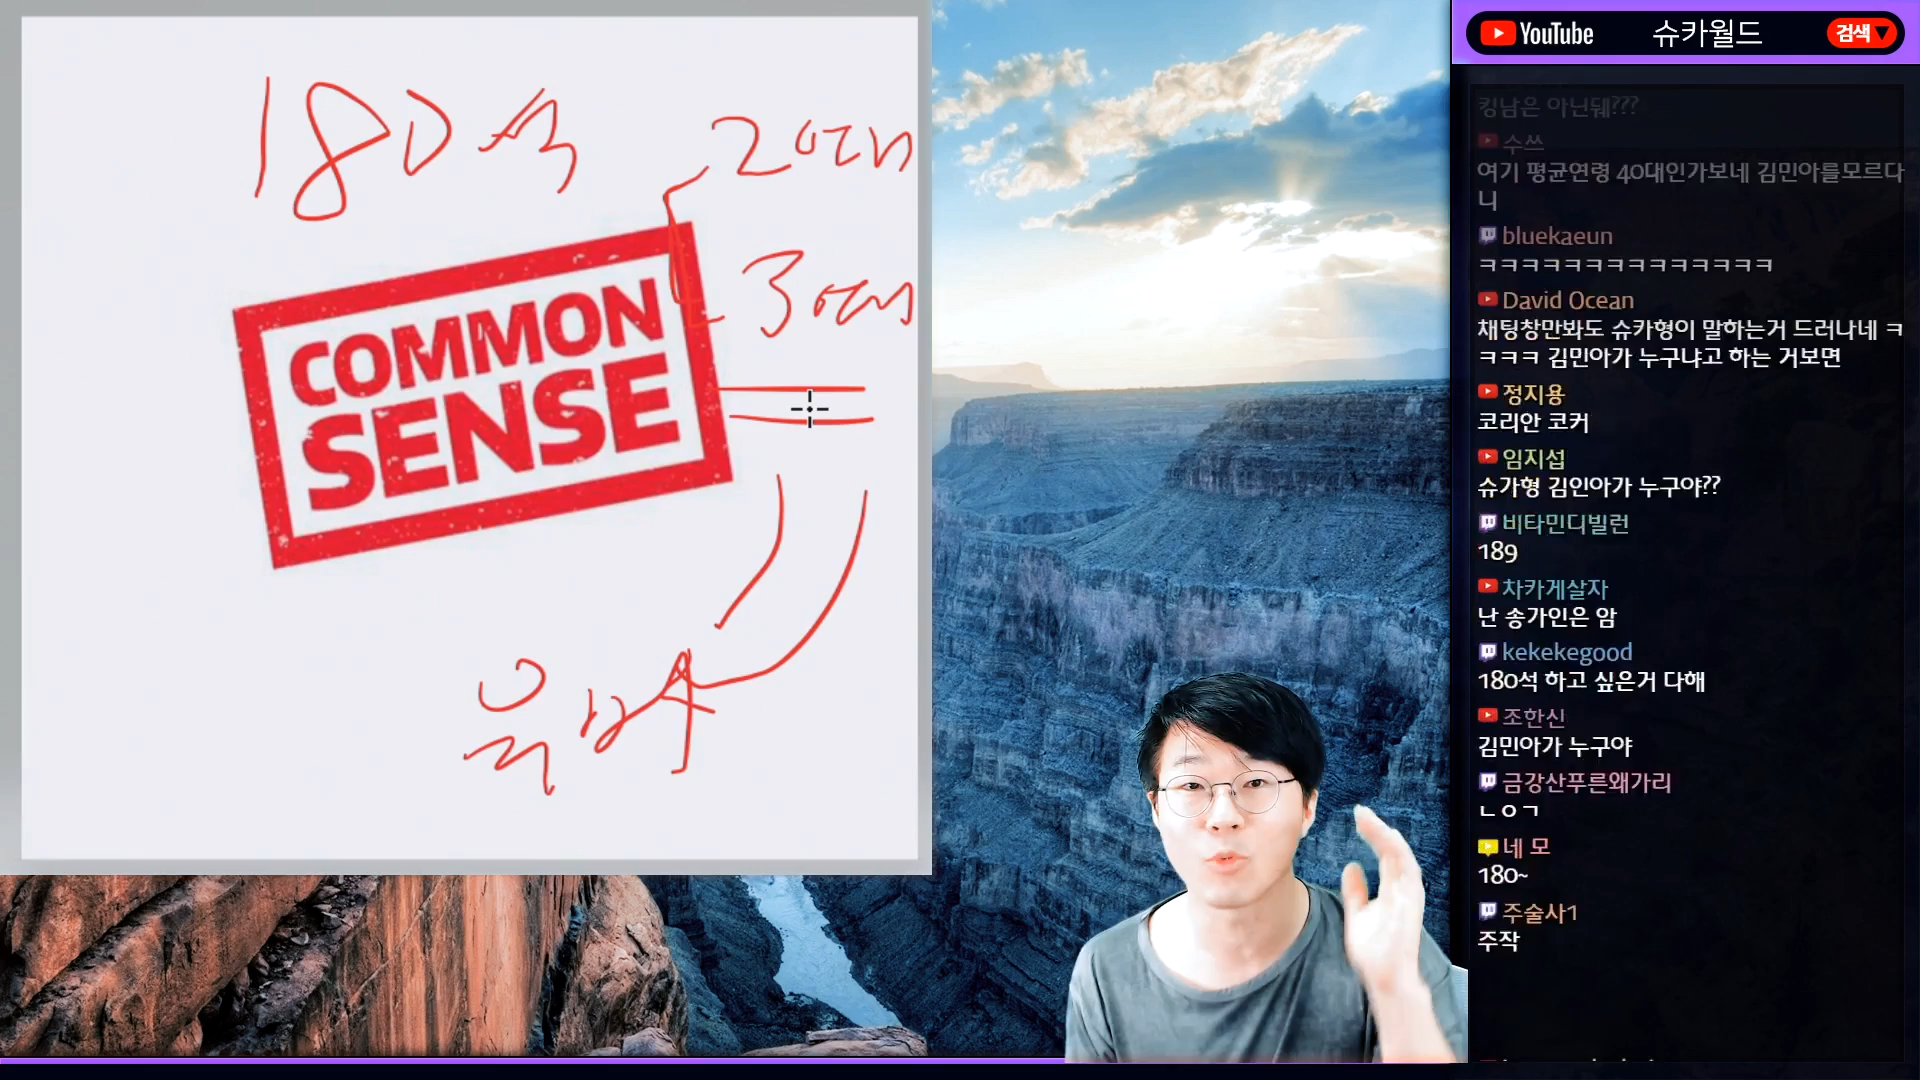 180석
20대
30대
COMMON
SENSE
YouTube 슈카월드 검색▼
킹남은 아닌뒈???
수쓰
여기 평균연령 40대인가보네 김민아를모르다
니
bluekaeun
ㅋㅋㅋㅋㅋㅋㅋㅋㅋㅋㅋㅋㅋㅋ
David Ocean
채팅창만봐도 슈카형이 말하는거 드러나네 ㅋ
ㅋㅋㅋ 김민아가 누구냐고 하는 거보면
정지용
코리안 코커
임지섭
슈가형 김인아가 누구야??
비타민디빌런
189
차카게살자
난 송가인은 암
kekekegood
180석 하고 싶은거 다해
조한신
김민아가 누구야
금강산푸른왜가리
ㄴㅇㄱ
네 모
180~
주술사1
주작